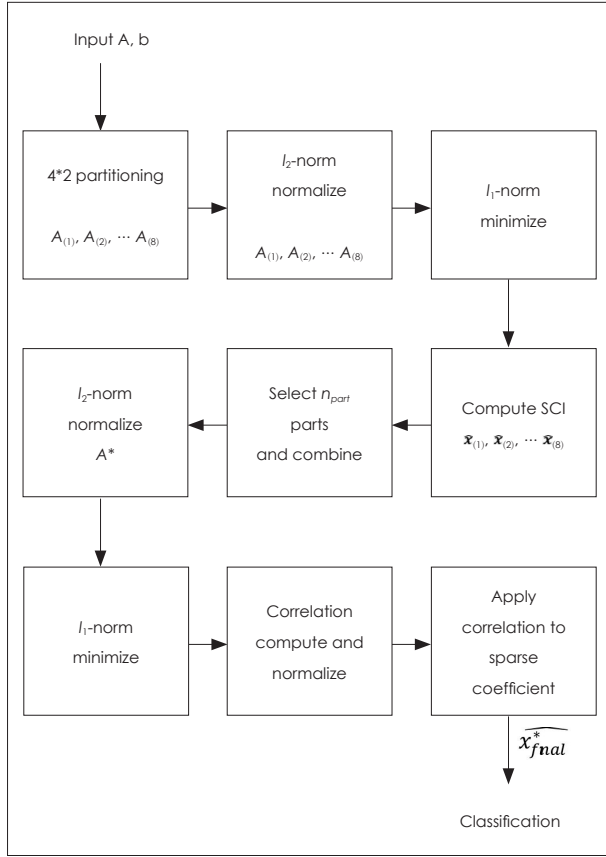 Input A, b
4*2 partitioning
A(1), A(2), ⋯ A(8)
l2-norm
normalize
A(1), A(2), ⋯ A(8)
l1-norm
minimize
Compute SCI
x̂(1), x̂(2), ⋯ x̂(8)
Select npart
parts
and combine
l2-norm
normalize
A*
l1-norm
minimize
Correlation
compute and
normalize
Apply
correlation to
sparse
coefficient
x*fınal
Classification